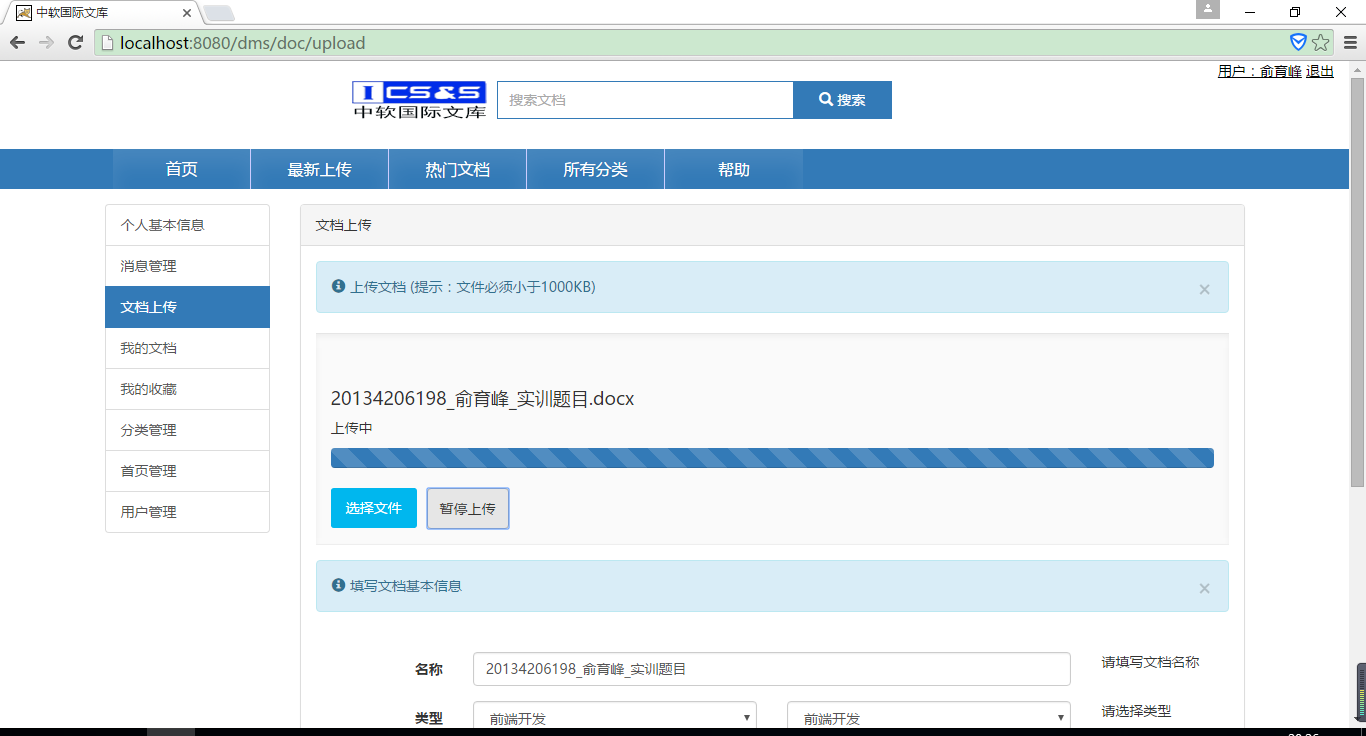 中软国际文库
localhost:8080/dms/doc/upload
用户：俞育峰 退出
ICS&S
中软国际文库
搜索文档
搜索
首页
最新上传
热门文档
所有分类
帮助
个人基本信息
消息管理
文档上传
我的文档
我的收藏
分类管理
首页管理
用户管理
文档上传
上传文档 (提示：文件必须小于1000KB)
×
20134206198_俞育峰_实训题目.docx
上传中
选择文件
暂停上传
填写文档基本信息
×
名称
20134206198_俞育峰_实训题目
请填写文档名称
类型
前端开发
前端开发
请选择类型